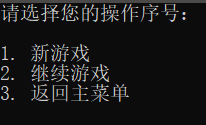 请选择您的操作序号：
1. 新游戏
2. 继续游戏
3. 返回主菜单